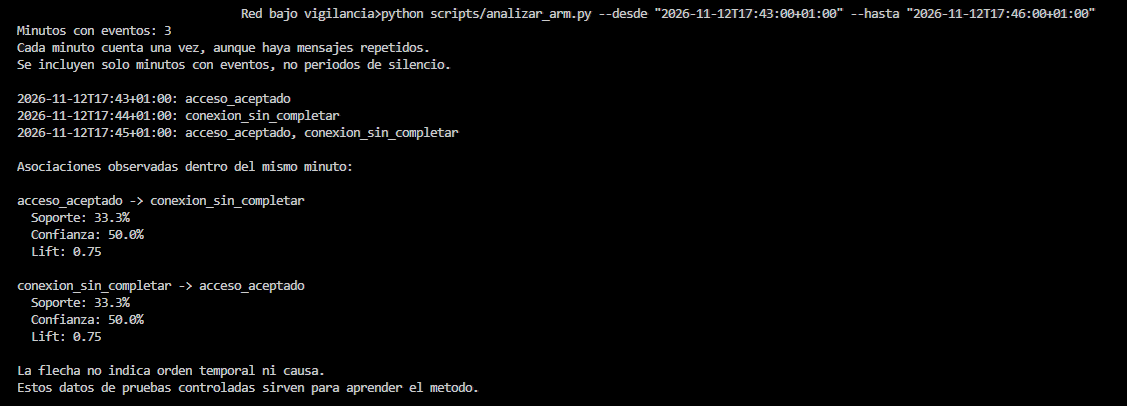 Red bajo vigilancia>python scripts/analizar_arm.py --desde "2026-11-12T17:43:00+01:00" --hasta "2026-11-12T17:46:00+01:00"
Minutos con eventos: 3
Cada minuto cuenta una vez, aunque haya mensajes repetidos.
Se incluyen solo minutos con eventos, no periodos de silencio.
2026-11-12T17:43+01:00: acceso_aceptado
2026-11-12T17:44+01:00: conexion_sin_completar
2026-11-12T17:45+01:00: acceso_aceptado, conexion_sin_completar
Asociaciones observadas dentro del mismo minuto:
acceso_aceptado -> conexion_sin_completar
Soporte: 33.3%
Confianza: 50.0%
Lift: 0.75
conexion_sin_completar -> acceso_aceptado
Soporte: 33.3%
Confianza: 50.0%
Lift: 0.75
La flecha no indica orden temporal ni causa.
Estos datos de pruebas controladas sirven para aprender el metodo.